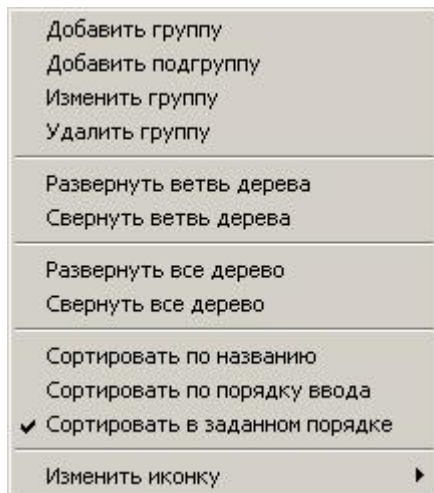 Добавить группу
Добавить подгруппу
Изменить группу
Удалить группу
Развернуть ветвь дерева
Свернуть ветвь дерева
Развернуть все дерево
Свернуть все дерево
Сортировать по названию
Сортировать по порядку ввода
Сортировать в заданном порядке
Изменить иконку